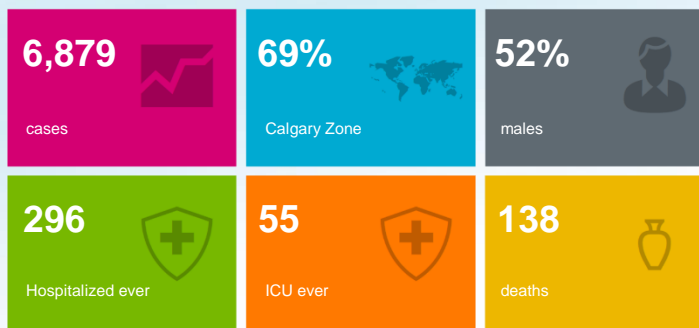 6,879
cases
69%
Calgary Zone
52%
males
296
Hospitalized ever
55
ICU ever
138
deaths